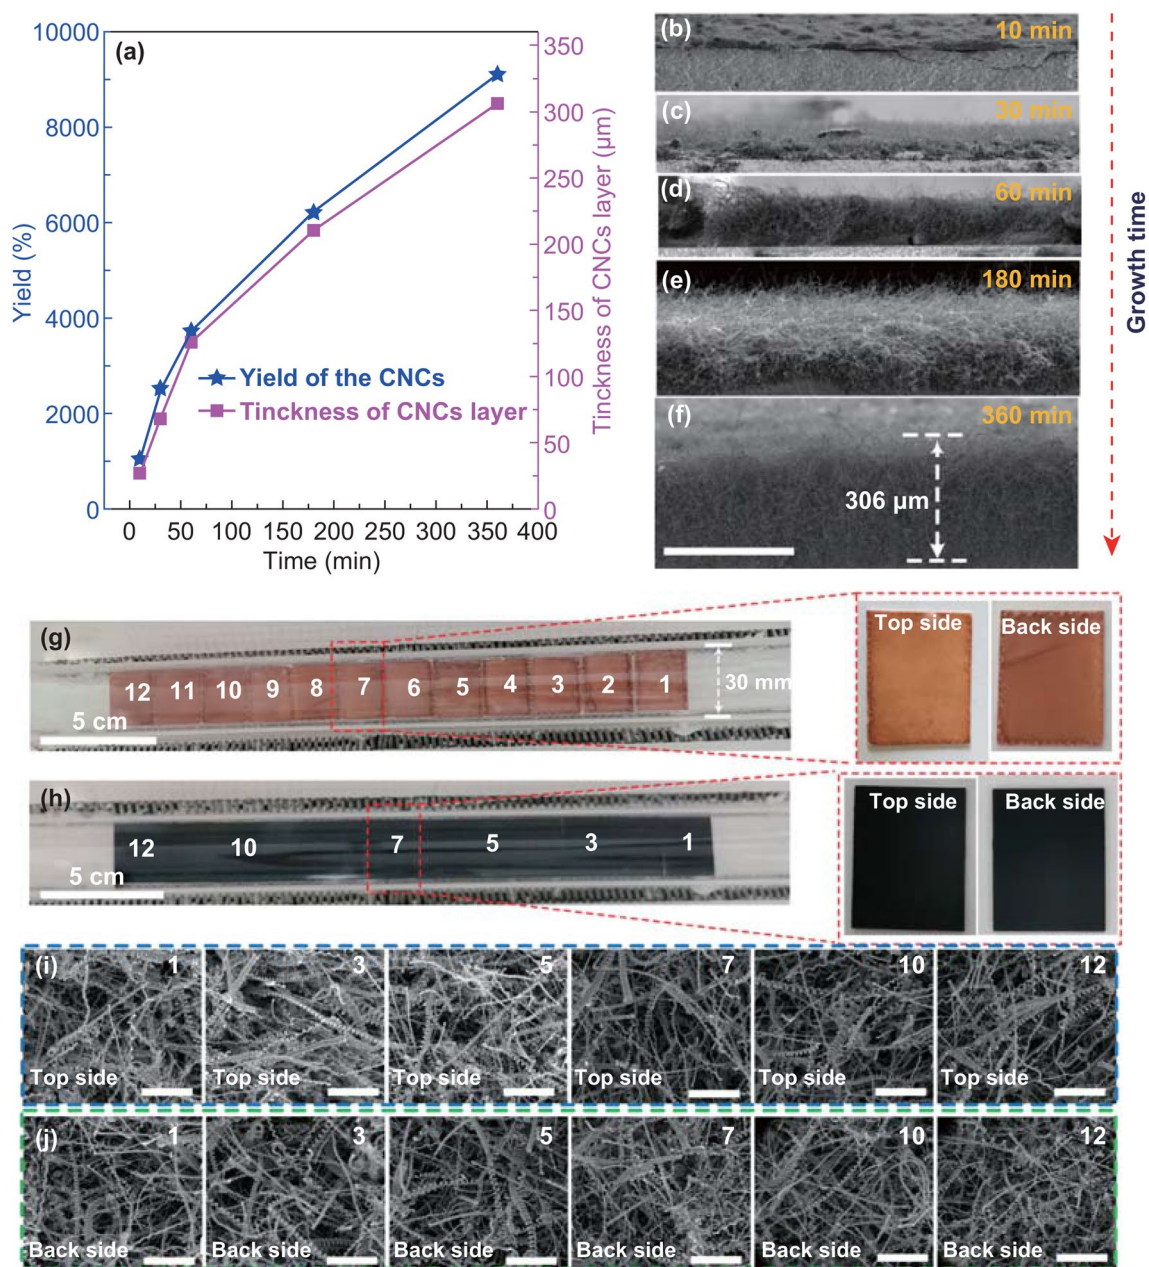 (a)
10000
8000
6000
4000
2000
0
Yield (%)
350
300
250
200
150
100
50
0
Tinckness of CNCs layer (μm)
Yield of the CNCs
Tinckness of CNCs layer
0 50 100 150 200 250 300 350 400
Time (min)
(b) 10 min
(c) 30 min
(d) 60 min
(e) 180 min
(f) 360 min
306 μm
Growth time
(g)
12 11 10 9 8 7 6 5 4 3 2 1
30 mm
5 cm
Top side Back side
(h)
12 10 7 5 3 1
5 cm
Top side Back side
(i) 1 3 5 7 10 12
Top side Top side Top side Top side Top side Top side
(j) 1 3 5 7 10 12
Back side Back side Back side Back side Back side Back side